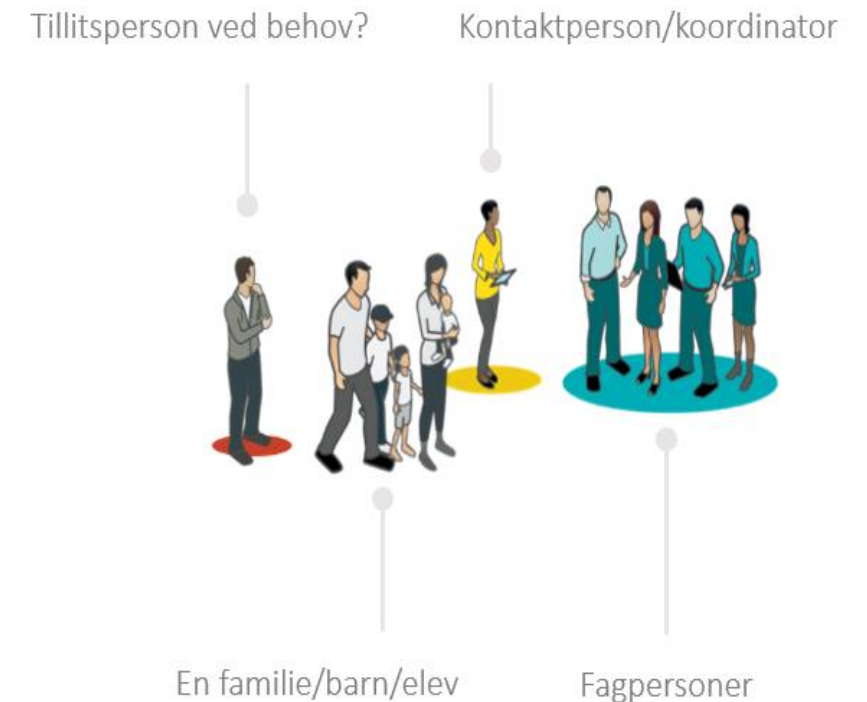 Tillitsperson ved behov?
Kontaktperson/koordinator
En familie/barn/elev
Fagpersoner